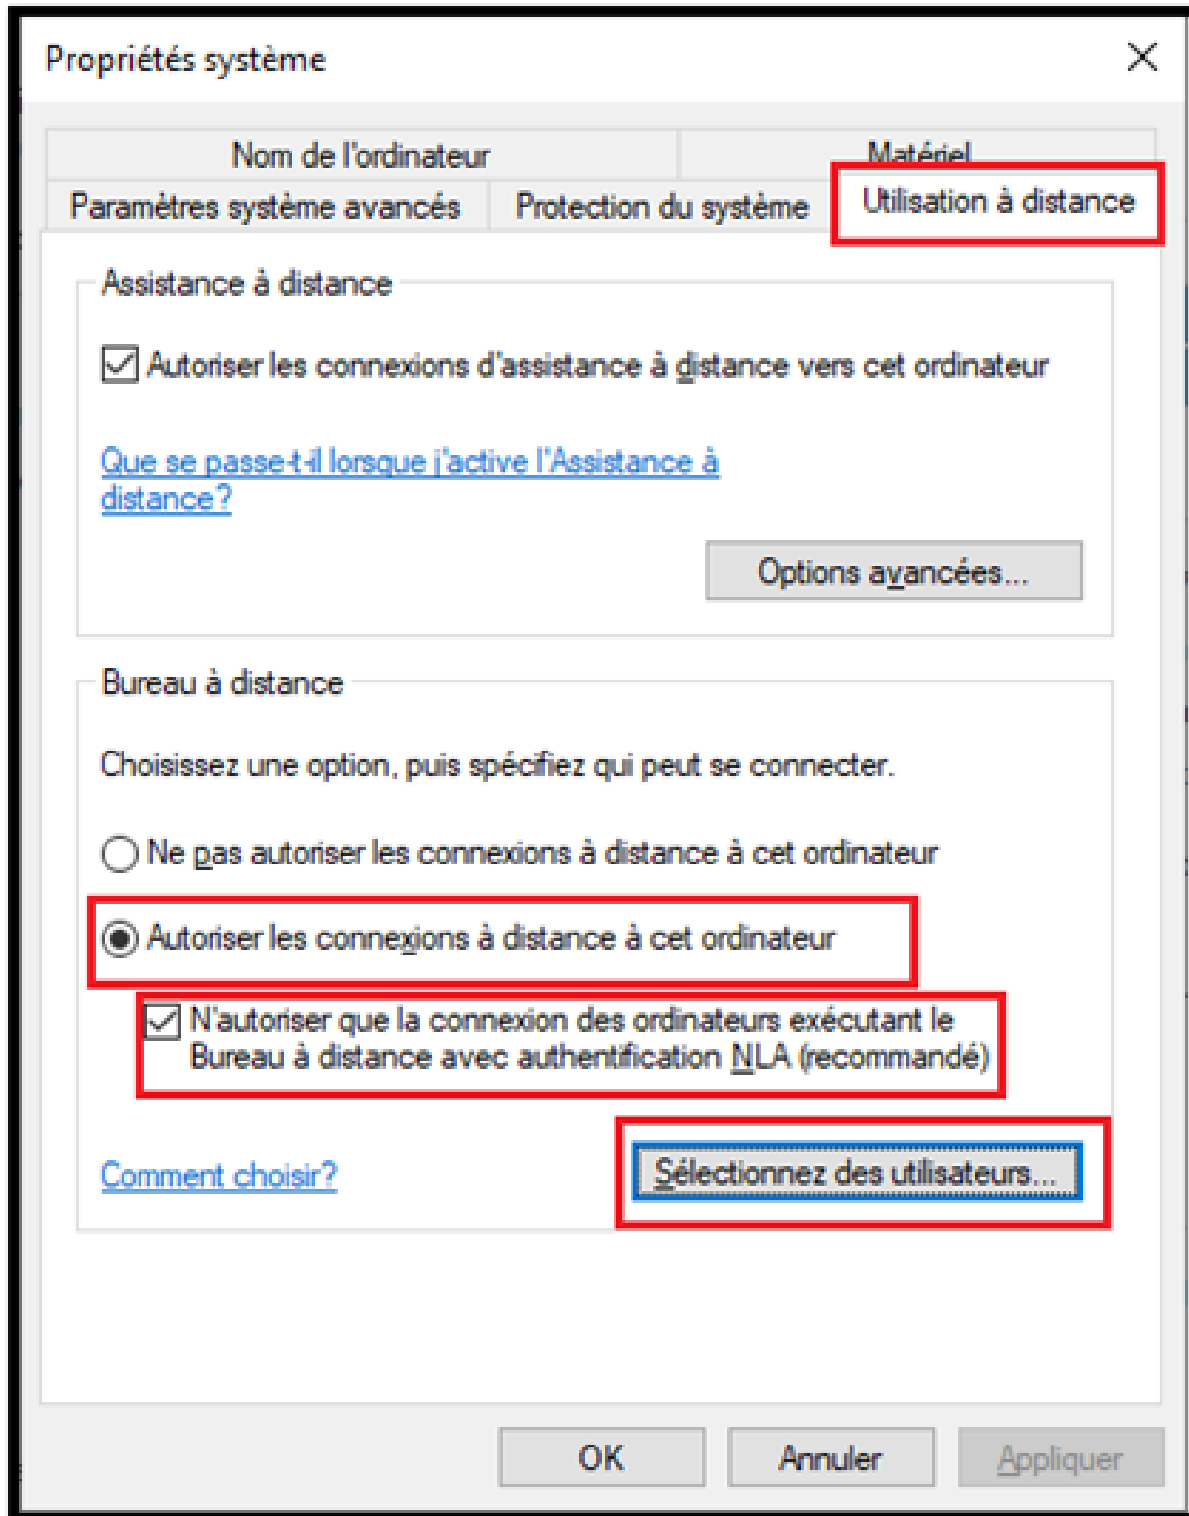 Propriétés système
Nom de l'ordinateur
Matériel
Paramètres système avancés
Protection du système
Utilisation à distance
Assistance à distance
Autoriser les connexions d'assistance à distance vers cet ordinateur
Que se passe-t-il lorsque j'active l'Assistance à
distance?
Options avancées...
Bureau à distance
Choisissez une option, puis spécifiez qui peut se connecter.
Ne pas autoriser les connexions à distance à cet ordinateur
Autoriser les connexions à distance à cet ordinateur
N'autoriser que la connexion des ordinateurs exécutant le
Bureau à distance avec authentification NLA (recommandé)
Comment choisir?
Sélectionnez des utilisateurs...
OK
Annuler
Appliquer